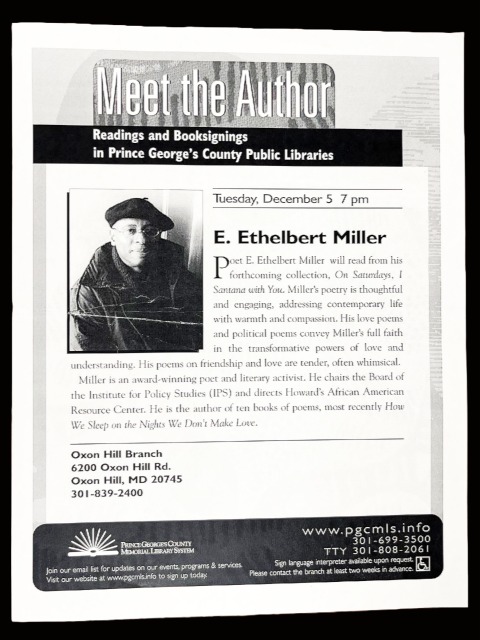 Meet the Author
Readings and Booksignings
in Prince George's County Public Libraries
Tuesday, December 5 7 pm
E. Ethelbert Miller
Poet E. Ethelbert Miller will read from his
forthcoming collection, On Saturdays, I
Santana with You. Miller's poetry is thoughtful
and engaging, addressing contemporary life
with warmth and compassion. His love poems
and political poems convey Miller's full faith
in the transformative powers of love and
understanding. His poems on friendship and love are tender, often whimsical.
Miller is an award-winning poet and literary activist. He chairs the Board of
the Institute for Policy Studies (IPS) and directs Howard's African American
Resource Center. He is the author of ten books of poems, most recently How
We Sleep on the Nights We Don't Make Love.
Oxon Hill Branch
6200 Oxon Hill Rd.
Oxon Hill, MD 20745
301-839-2400
Prince George's County
Memorial Library System
Join our email list for updates on our events, programs & services.
Visit our website at www.pgcmls.info to sign up today.
www.pgcmls.info
301-699-3500
TTY 301-808-2061
Sign language interpreter available upon request.
Please contact the branch at least two weeks in advance.